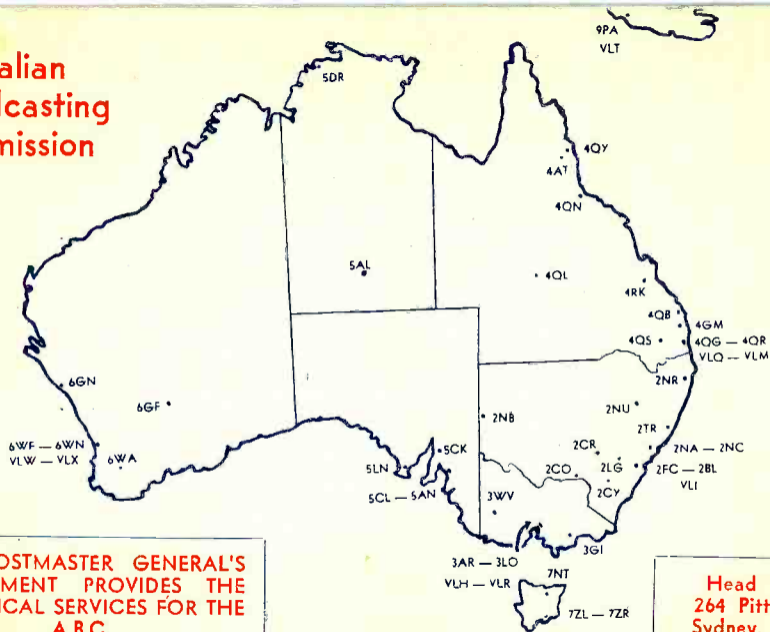 alian
lcasting
mission
9PA
VLT
5DR
4QY
4AT
4QN
5AL
4QL
4RK
4QB
4GM
4QS
4QG — 4QR
VLQ — VLM
6GN
2NR
6GF
2NB
2NU
2TR
6WF — 6WN
VLW — VLX
6WA
5CK
2CR
2NA — 2NC
5LN
2CO
2LG
2FC — 2BL
VLI
5CL — 5AN
3WV
2CY
3GI
3AR — 3LO
VLH — VLR
7NT
7ZL — 7ZR
OSTMASTER GENERAL'S
MENT PROVIDES THE
ICAL SERVICES FOR THE
A.B.C.
Head
264 Pitt
Sydney